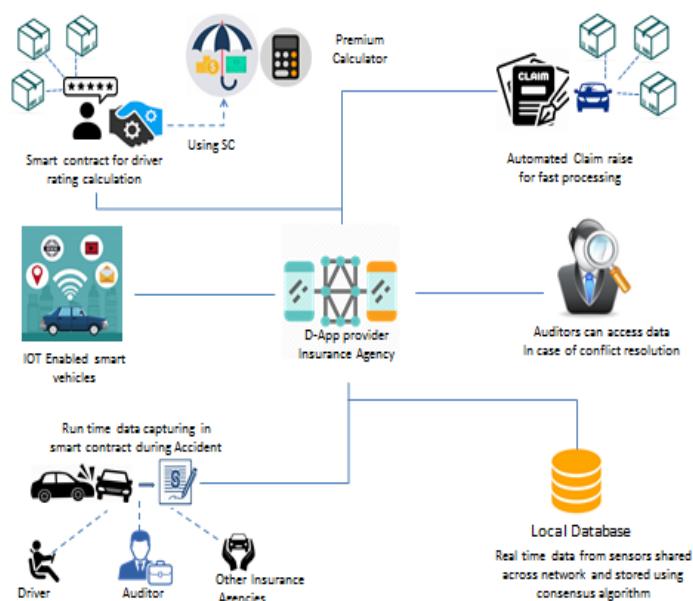 Premium
Calculator
CLAIM
Using SC
Smart contract for driver
rating calculation
Automated Claim raise
for fast processing
D-App provider
Insurance Agency
IOT Enabled smart
vehicles
Auditors can access data
In case of conflict resolution
Run time data capturing in
smart contract during Accident
S
Driver
Auditor
Other Insurance
Agencies
Local Database
Real time data from sensors shared
across network and stored using
consensus algorithm